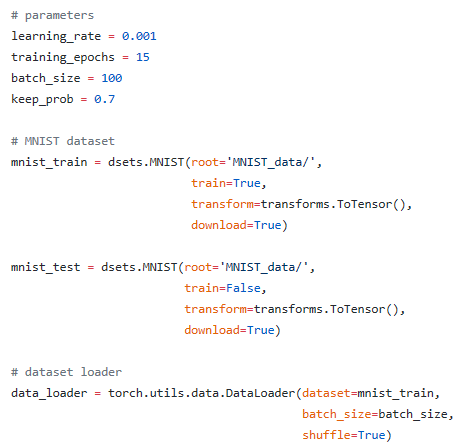 # parameters
learning_rate = 0.001
training_epochs = 15
batch_size = 100
keep_prob = 0.7
# MNIST dataset
mnist_train = dsets.MNIST(root='MNIST_data/',
train=True,
transform=transforms.ToTensor(),
download=True)
mnist_test = dsets.MNIST(root='MNIST_data/',
train=False,
transform=transforms.ToTensor(),
download=True)
# dataset loader
data_loader = torch.utils.data.DataLoader(dataset=mnist_train,
batch_size=batch_size,
shuffle=True)